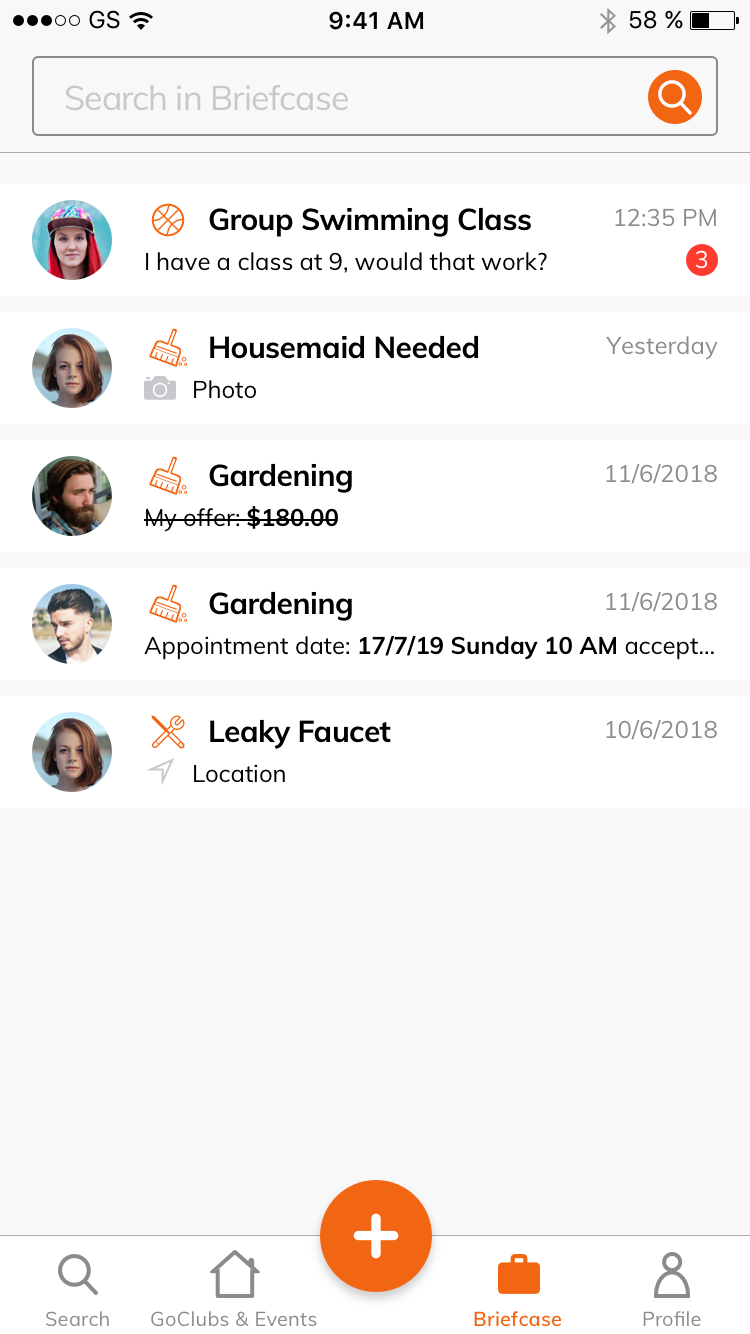 GS 9:41 AM 58 %
Search in Briefcase
Group Swimming Class 12:35 PM
I have a class at 9, would that work? 3
Housemaid Needed Yesterday
Photo
Gardening 11/6/2018
My offer: $180.00
Gardening 11/6/2018
Appointment date: 17/7/19 Sunday 10 AM accept...
Leaky Faucet 10/6/2018
Location
Search GoClubs & Events Briefcase Profile